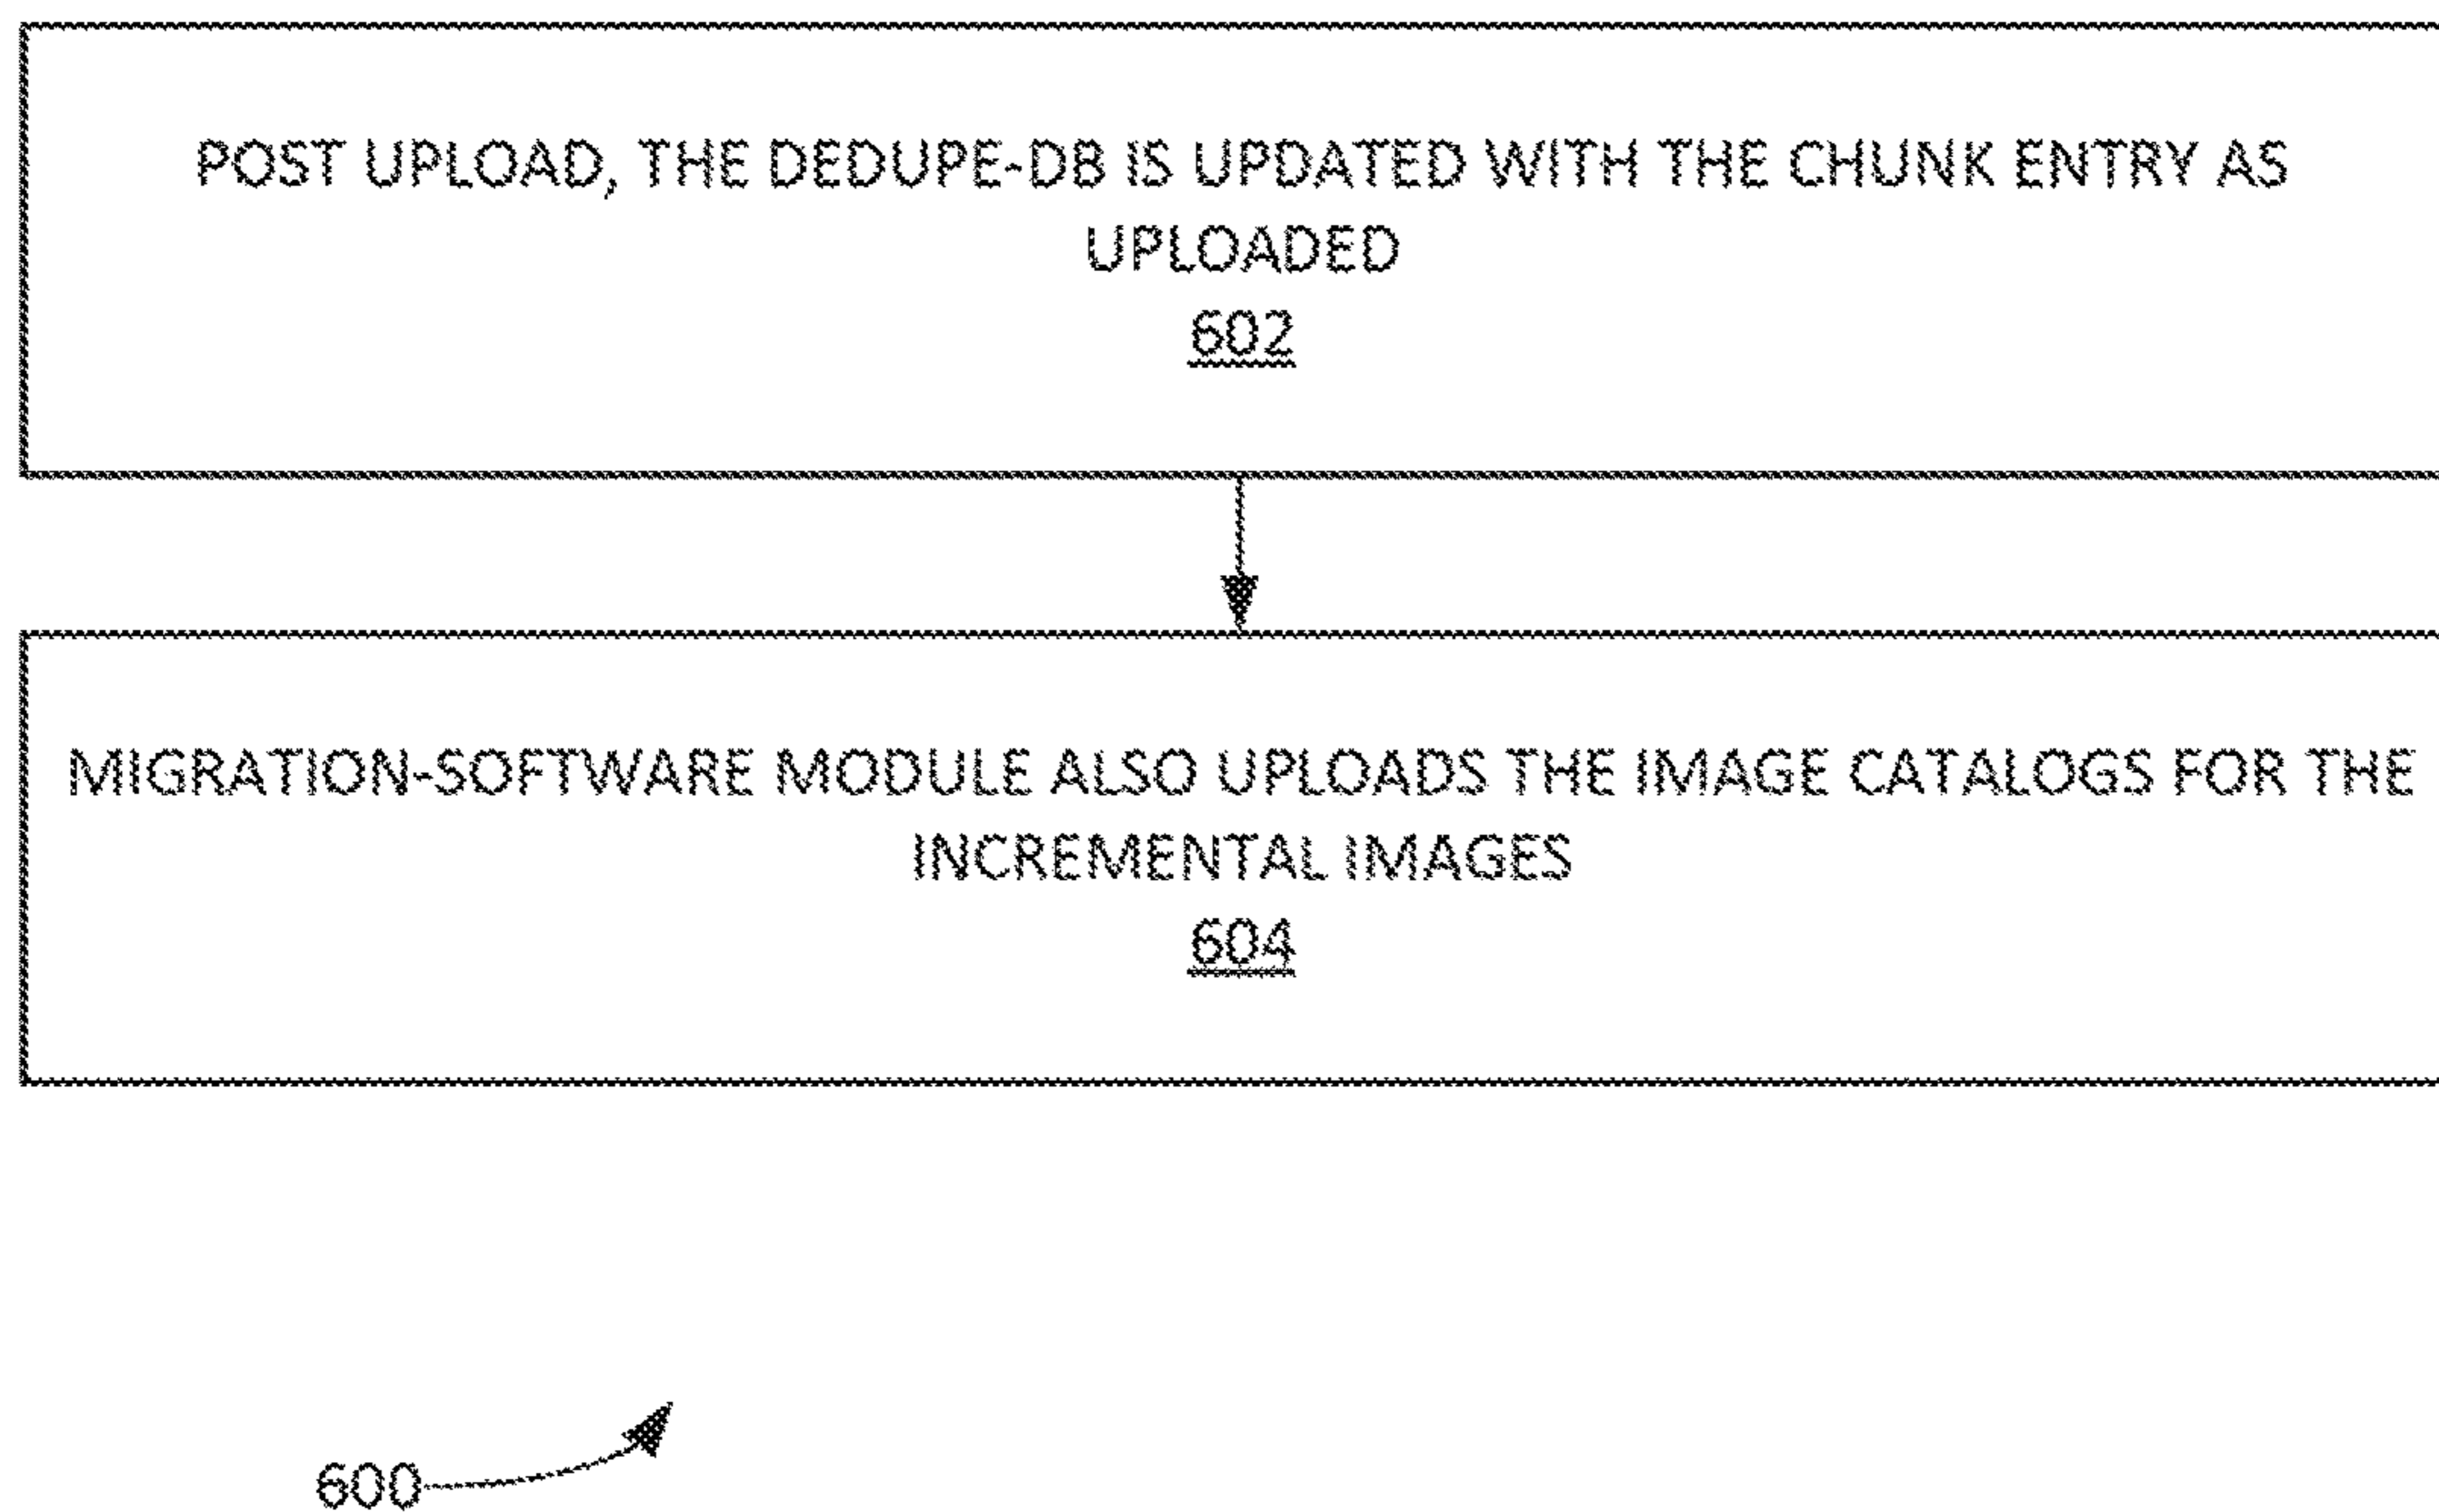 POST UPLOAD, THE DEDUPE-DB IS UPDATED WITH THE CHUNK ENTRY AS
UPLOADED
602
MIGRATION-SOFTWARE MODULE ALSO UPLOADS THE IMAGE CATALOGS FOR THE
INCREMENTAL IMAGES
604
600